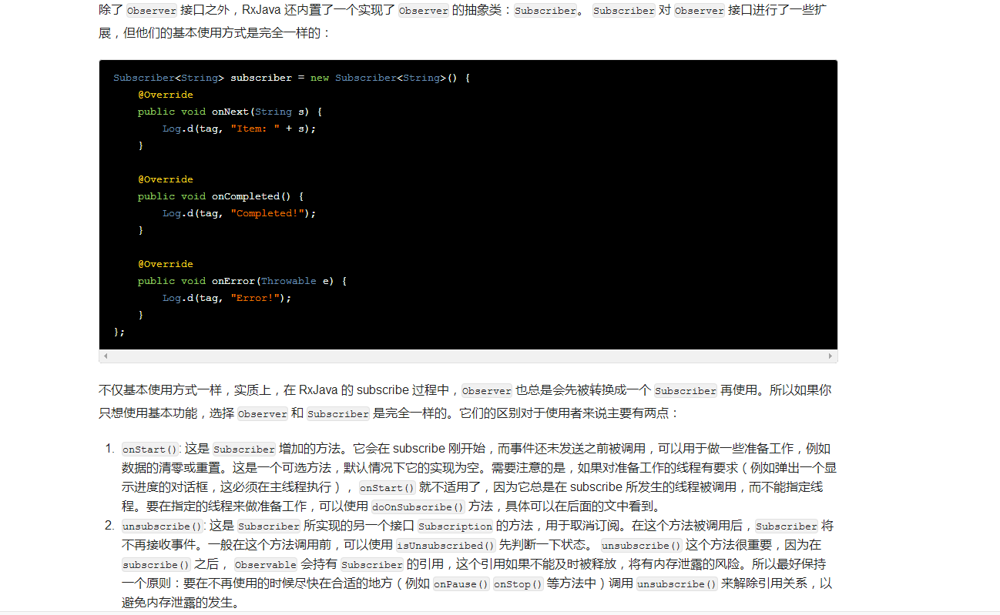 除了 Observer 接口之外，RxJava 还内置了一个实现了 Observer 的抽象类：Subscriber。 Subscriber 对 Observer 接口进行了一些扩
展，但他们的基本使用方式是完全一样的：
Subscriber<String> subscriber = new Subscriber<String>() {
    @Override
    public void onNext(String s) {
        Log.d(tag, "Item: " + s);
    }

    @Override
    public void onCompleted() {
        Log.d(tag, "Completed!");
    }

    @Override
    public void onError(Throwable e) {
        Log.d(tag, "Error!");
    }
};
不仅基本使用方式一样，实质上，在 RxJava 的 subscribe 过程中，Observer 也总是会先被转换成一个 Subscriber 再使用。所以如果你
只想使用基本功能，选择 Observer 和 Subscriber 是完全一样的。它们的区别对于使用者来说主要有两点：
1. onStart(): 这是 Subscriber 增加的方法。它会在 subscribe 刚开始，而事件还未发送之前被调用，可以用于做一些准备工作，例如
数据的清零或重置。这是一个可选方法，默认情况下它的实现为空。需要注意的是，如果对准备工作的线程有要求（例如弹出一个显
示进度的对话框，这必须在主线程执行）， onStart() 就不适用了，因为它总是在 subscribe 所发生的线程被调用，而不能指定线
程。要在指定的线程来做准备工作，可以使用 doOnSubscribe() 方法，具体可以在后面的文中看到。
2. unsubscribe(): 这是 Subscriber 所实现的另一个接口 Subscription 的方法，用于取消订阅。在这个方法被调用后，Subscriber 将
不再接收事件。一般在这个方法调用前，可以使用 isUnsubscribed() 先判断一下状态。 unsubscribe() 这个方法很重要，因为在
subscribe() 之后， Observable 会持有 Subscriber 的引用，这个引用如果不能及时被释放，将有内存泄露的风险。所以最好保持
一个原则：要在不再使用的时候尽快在合适的地方（例如 onPause() onStop() 等方法中）调用 unsubscribe() 来解除引用关系，以
避免内存泄露的发生。